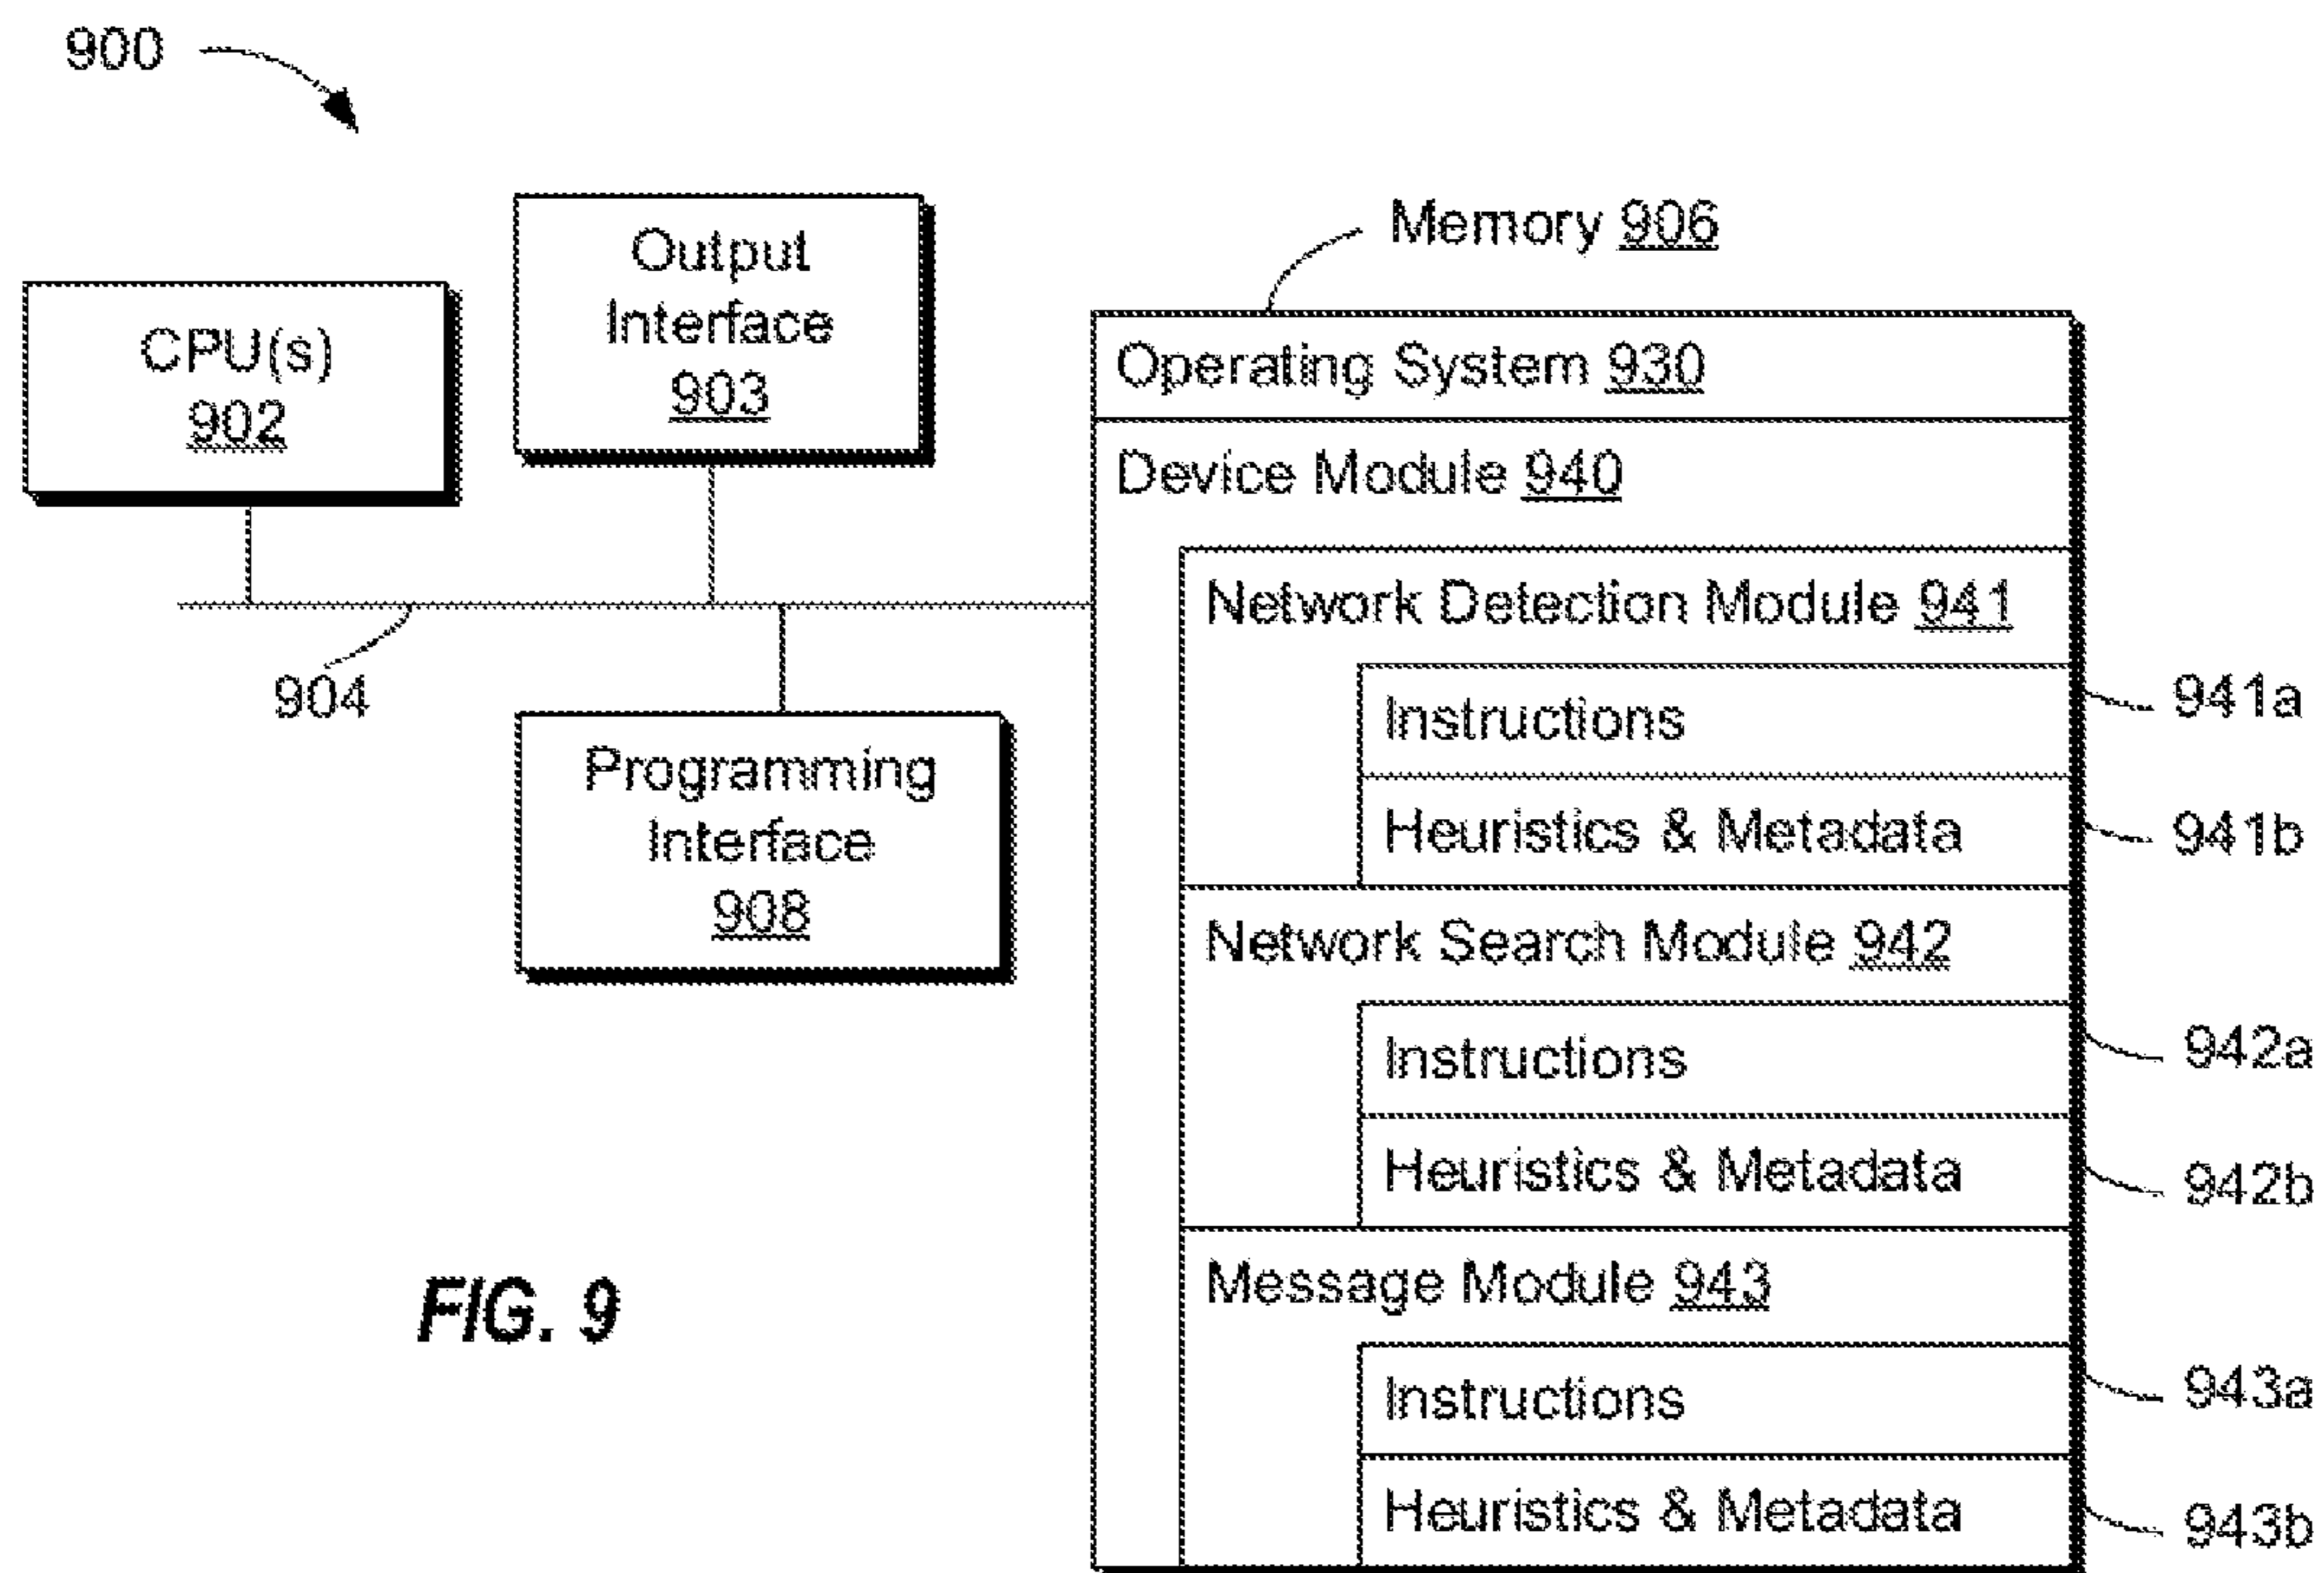 900
CPU(s)
902
Output
Interface
903
904
Programming
Interface
908
Memory 906
Operating System 930
Device Module 940
Network Detection Module 941
Instructions
941a
Heuristics & Metadata
941b
Network Search Module 942
Instructions
942a
Heuristics & Metadata
942b
Message Module 943
Instructions
943a
Heuristics & Metadata
943b
FIG. 9